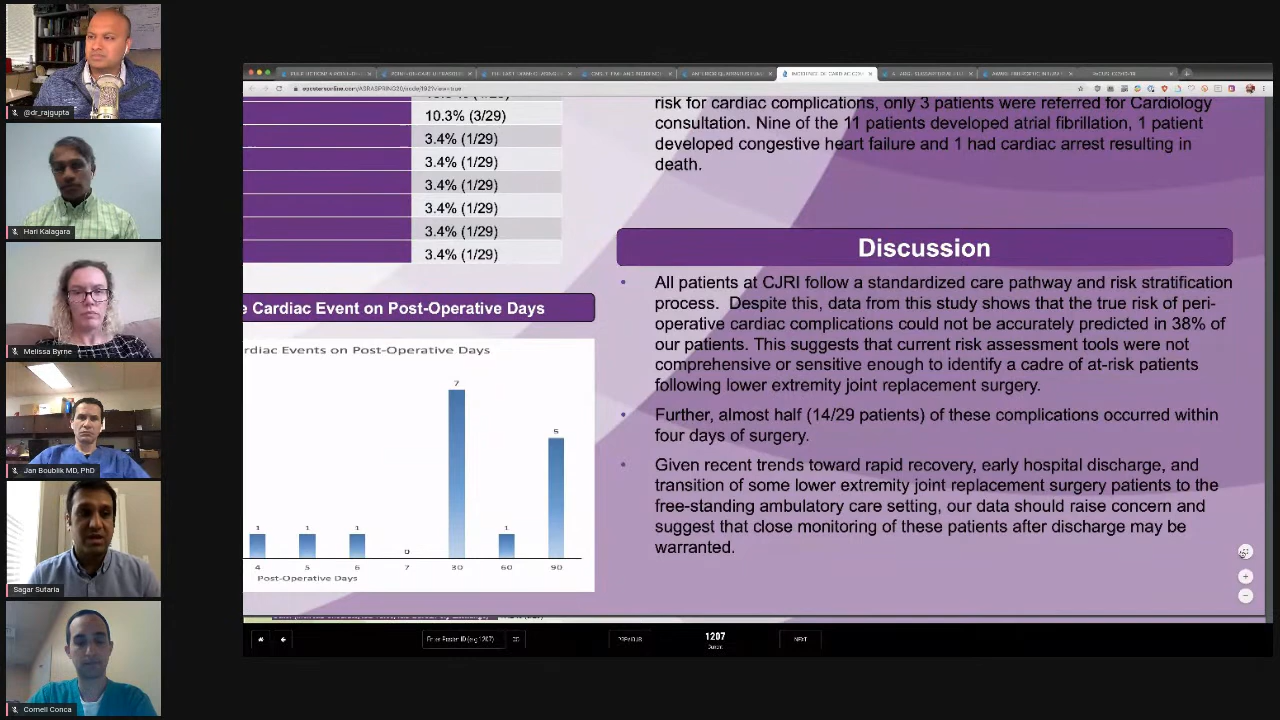 @dr_rajgupta
Hari Kalagara
Melissa Byrne
Jan Boublik MD, PhD
Sagar Sutaria
Cornell Conca
10.3% (3/29)
3.4% (1/29)
3.4% (1/29)
3.4% (1/29)
3.4% (1/29)
3.4% (1/29)
3.4% (1/29)
e Cardiac Event on Post-Operative Days
rdiac Events on Post-Operative Days
7
5
1
1
1
0
1
4
5
6
7
30
60
90
Post-Operative Days
risk for cardiac complications, only 3 patients were referred for Cardiology
consultation. Nine of the 11 patients developed atrial fibrillation, 1 patient
developed congestive heart failure and 1 had cardiac arrest resulting in
death.
Discussion
• All patients at CJRI follow a standardized care pathway and risk stratification
process. Despite this, data from this study shows that the true risk of peri-
operative cardiac complications could not be accurately predicted in 38% of
our patients. This suggests that current risk assessment tools were not
comprehensive or sensitive enough to identify a cadre of at-risk patients
following lower extremity joint replacement surgery.
• Further, almost half (14/29 patients) of these complications occurred within
four days of surgery.
• Given recent trends toward rapid recovery, early hospital discharge, and
transition of some lower extremity joint replacement surgery patients to the
free-standing ambulatory care setting, our data should raise concern and
suggest that close monitoring of these patients after discharge may be
warranted.
PREVIOUS
1207
NEXT